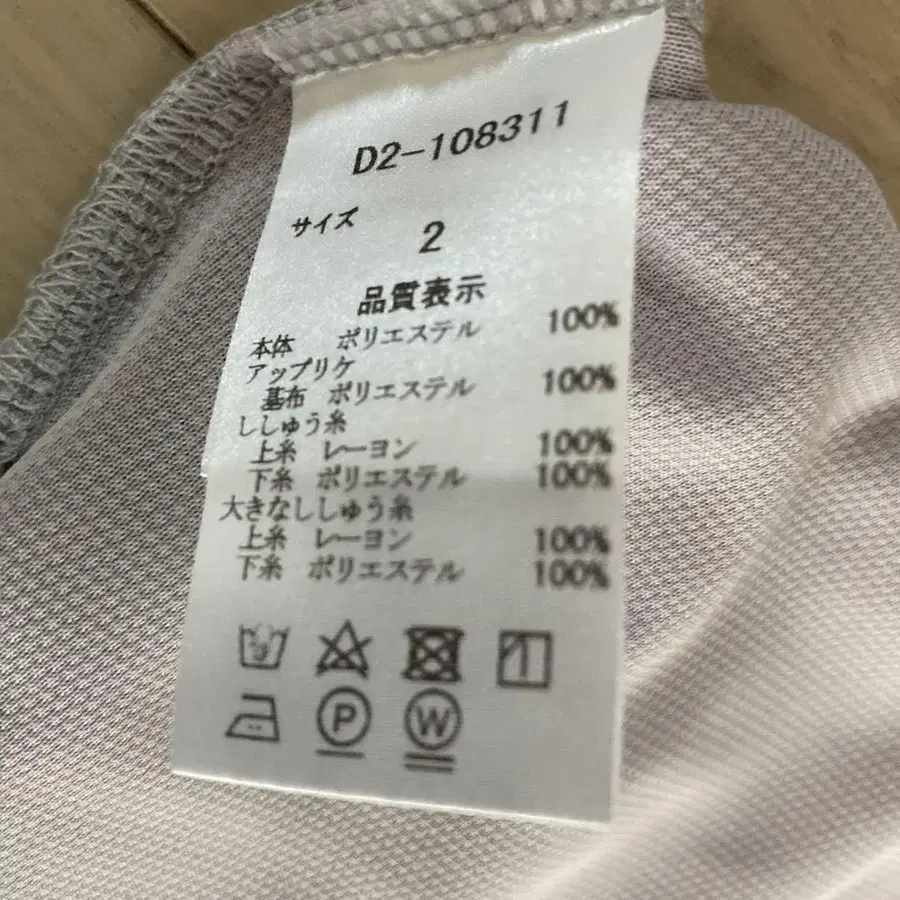 D2-108311
サイズ 2
品質表示
本体 ポリエステル 100%
アップリケ
基布 ポリエステル 100%
ししゅう糸
上糸 レーヨン 100%
下糸 ポリエステル 100%
大きなししゅう糸
上糸 レーヨン 100%
下糸 ポリエステル 100%
P W